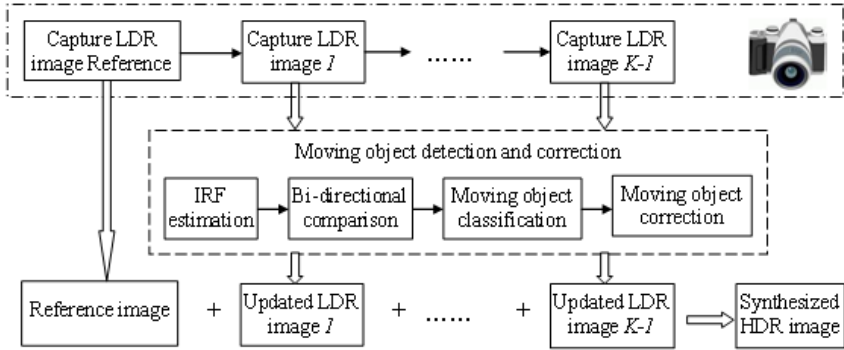 Capture LDR
image Reference
Capture LDR
image 1
......
Capture LDR
image K-1
Moving object detection and correction
IRF
estimation
Bi-directional
comparison
Moving object
classification
Moving object
correction
Reference image
+
Updated LDR
image 1
+
......
+
Updated LDR
image K-1
Synthesized
HDR image